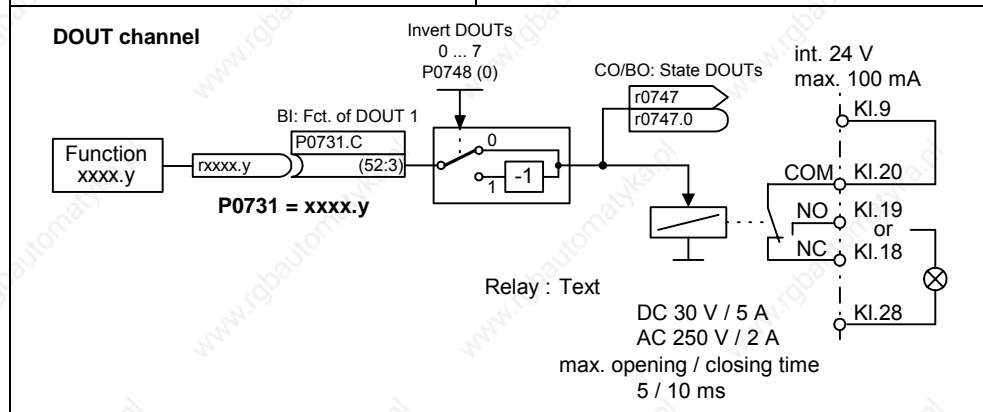 DOUT channel
Invert DOUTs
0 ... 7
P0748 (0)
CO/BO: State DOUTs
r0747
r0747.0
int. 24 V
max. 100 mA
Kl.9
BI: Fct. of DOUT 1
P0731.C
(52:3)
Function
xxxx.y
rxxxx.y
P0731 = xxxx.y
0
1
-1
COM
Kl.20
NO
Kl.19
or
NC
Kl.18
Kl.28
Relay : Text
DC 30 V / 5 A
AC 250 V / 2 A
max. opening / closing time
5 / 10 ms
www.rgbautomatyka.pl